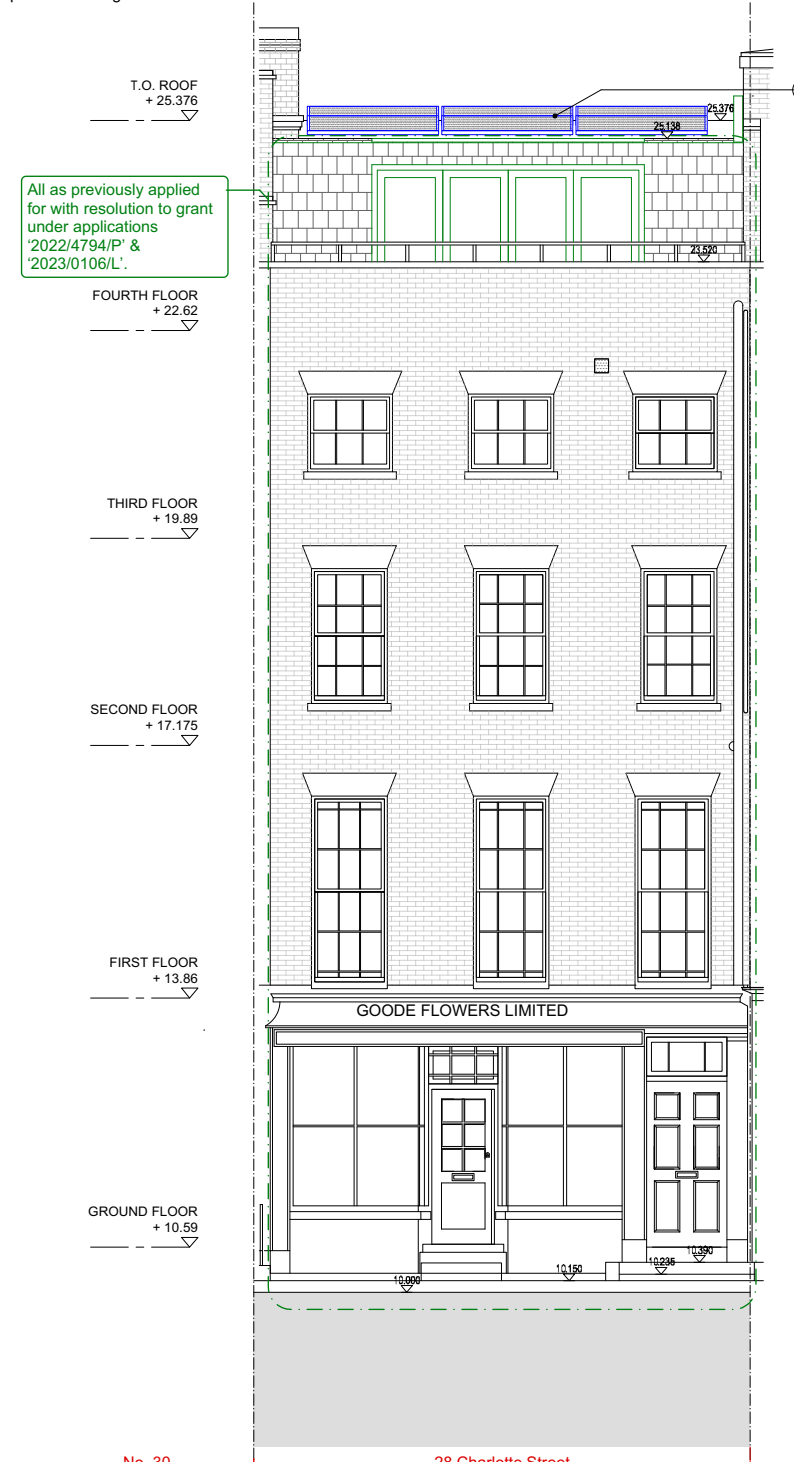 T.O. ROOF
+ 25.376
25.376
25.138
All as previously applied
for with resolution to grant
under applications
‘2022/4794/P’ &
‘2023/0106/L’.
23.520
FOURTH FLOOR
+ 22.62
THIRD FLOOR
+ 19.89
SECOND FLOOR
+ 17.175
FIRST FLOOR
+ 13.86
GOODE FLOWERS LIMITED
GROUND FLOOR
+ 10.59
10.390
10.235
10.150
10.000
No. 30
28 Charlotte Street